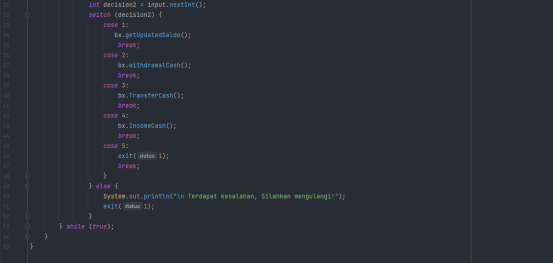 int decision2 = input.nextInt();
switch (decision2) {
case 1:
bx.getUpdatedSaldo();
break;
case 2:
bx.withdrawalCash();
break;
case 3:
bx.TransferCash();
break;
case 4:
bx.IncomeCash();
break;
case 5:
exit( status: 1);
break;
}
} else {
System.out.println("\n Terdapat kesalahan, Silahkan mengulangi!");
exit( status: 1);
}
} while (true);
}
}